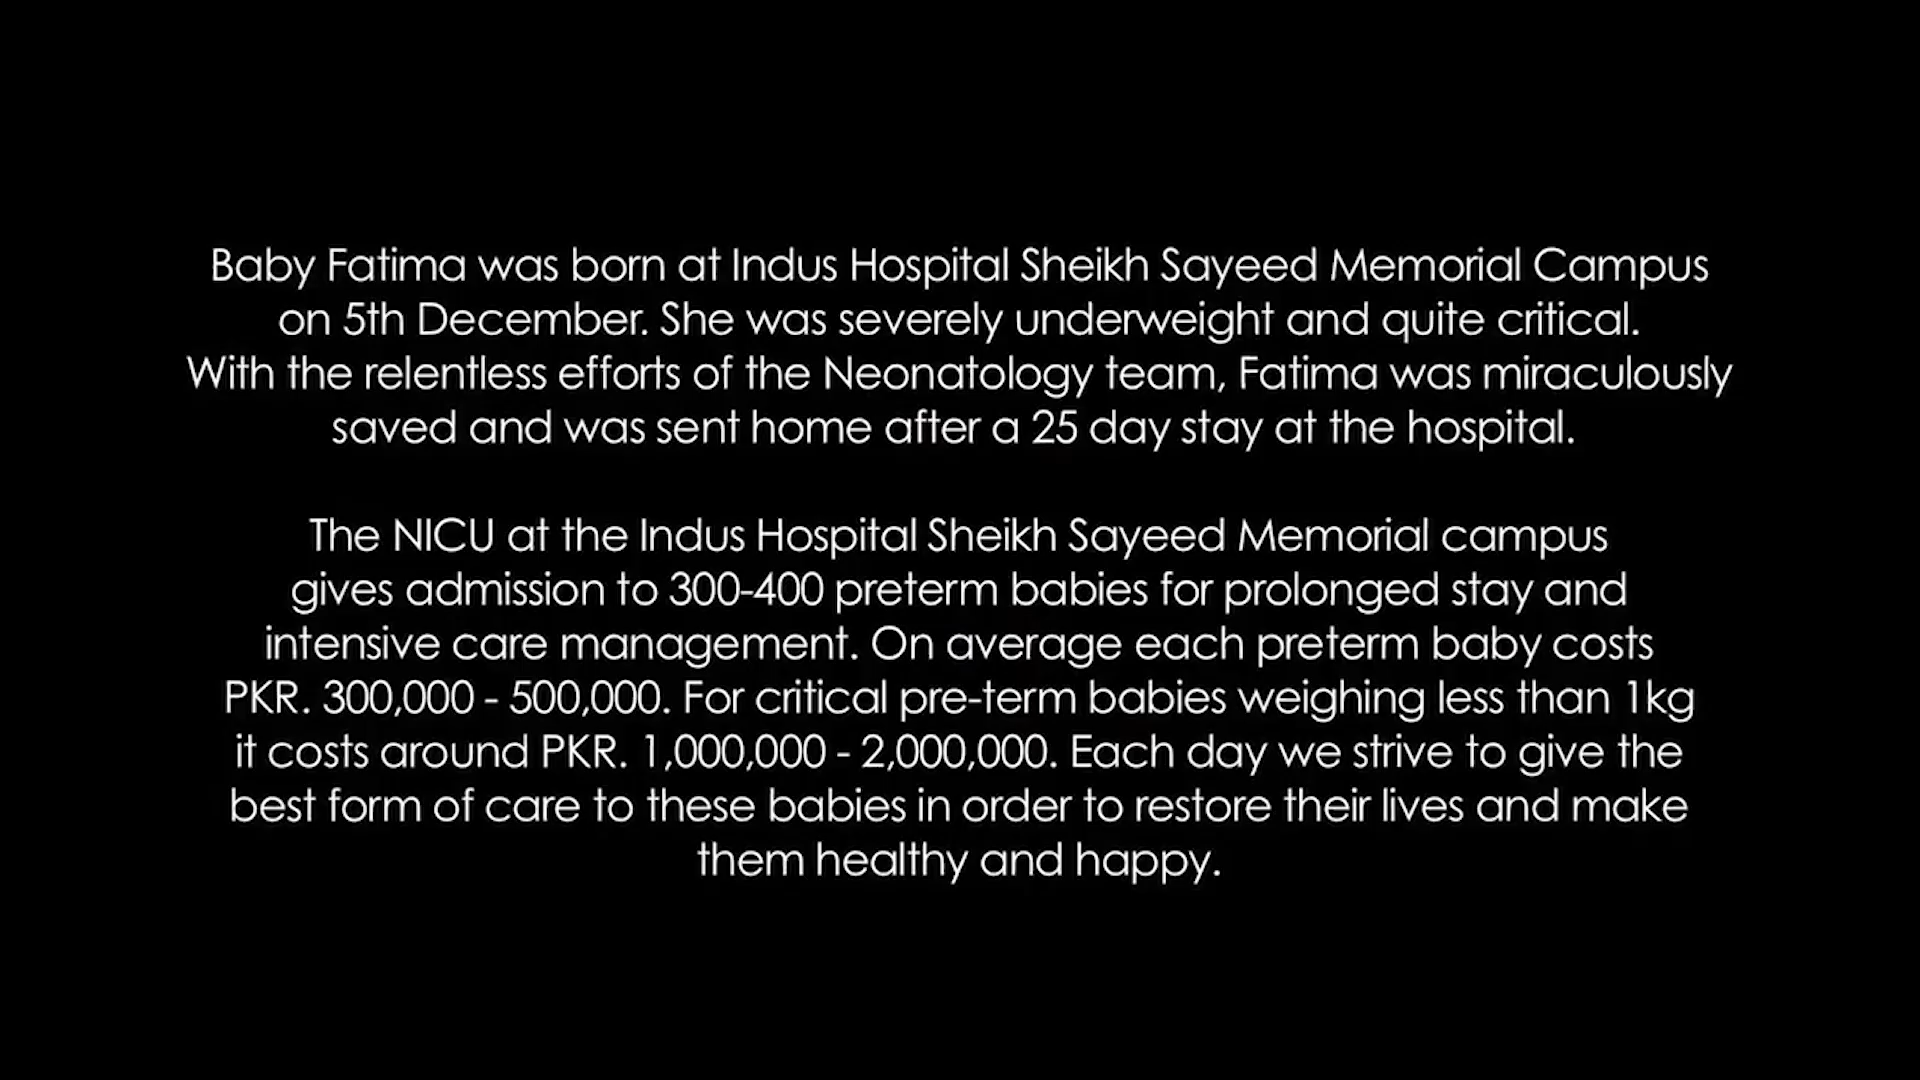 Baby Fatima was born at Indus Hospital Sheikh Sayeed Memorial Campus
on 5th December. She was severely underweight and quite critical.
With the relentless efforts of the Neonatology team, Fatima was miraculously
saved and was sent home after a 25 day stay at the hospital.
The NICU at the Indus Hospital Sheikh Sayeed Memorial campus
gives admission to 300-400 preterm babies for prolonged stay and
intensive care management. On average each preterm baby costs
PKR. 300,000 - 500,000. For critical pre-term babies weighing less than 1kg
it costs around PKR. 1,000,000 - 2,000,000. Each day we strive to give the
best form of care to these babies in order to restore their lives and make
them healthy and happy.